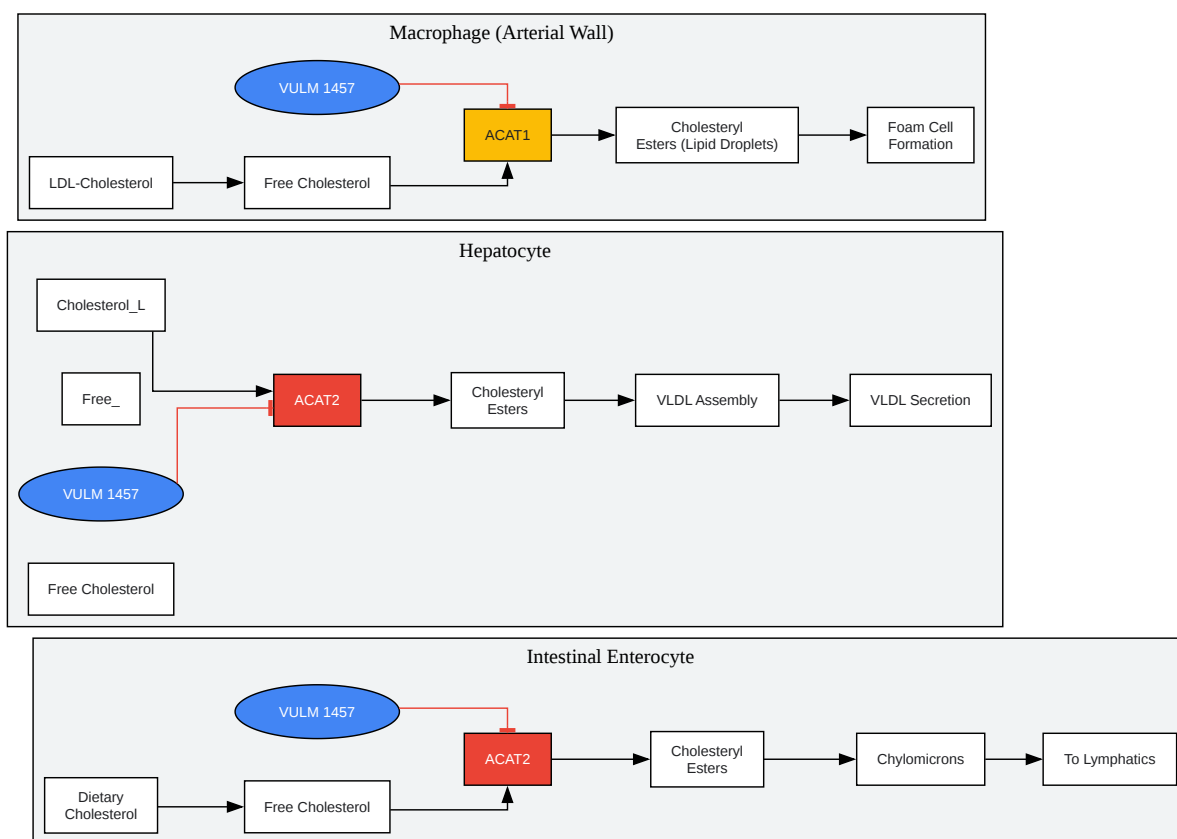 Macrophage (Arterial Wall)
VULM 1457
ACAT1
Cholesteryl
Esters (Lipid Droplets)
Foam Cell
Formation
LDL-Cholesterol
Free Cholesterol
Hepatocyte
Cholesterol_L
Free_
ACAT2
Cholesteryl
Esters
VLDL Assembly
VLDL Secretion
VULM 1457
Free Cholesterol
Intestinal Enterocyte
VULM 1457
ACAT2
Cholesteryl
Esters
Chylomicrons
To Lymphatics
Dietary
Cholesterol
Free Cholesterol